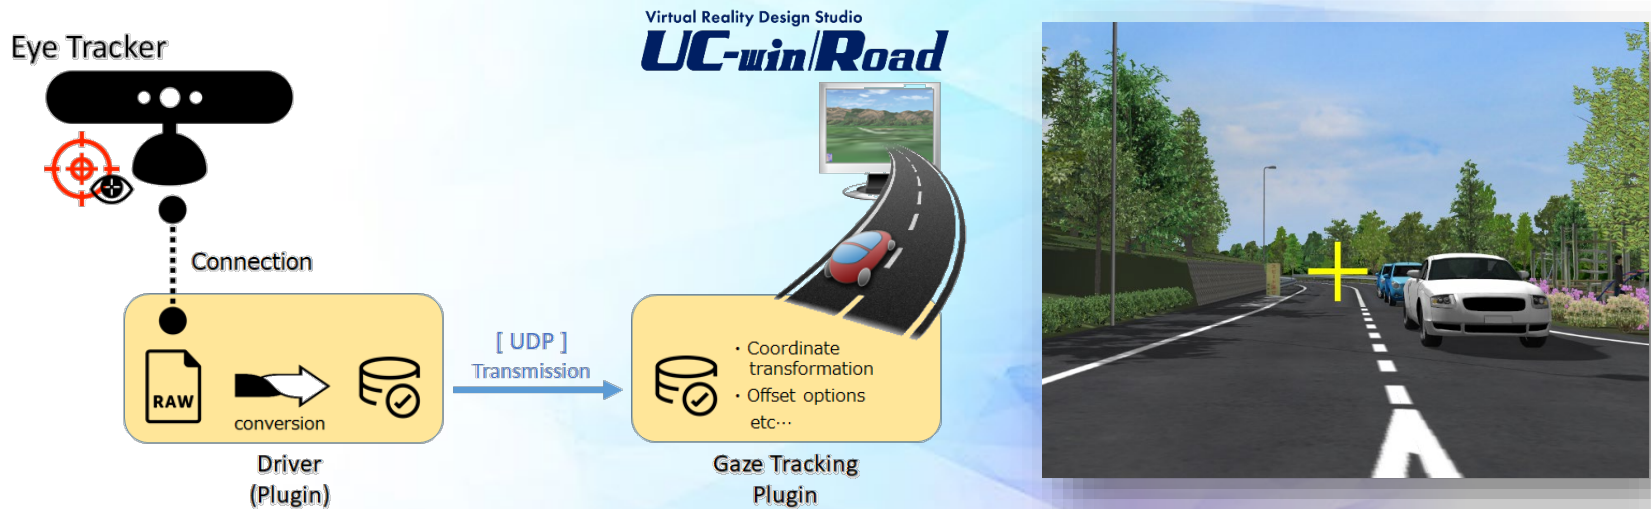 Eye Tracker
Connection
RAW
conversion
Driver
(Plugin)
[ UDP ]
Transmission
Virtual Reality Design Studio
UC-win/Road
・Coordinate
transformation
・Offset options
etc…
Gaze Tracking
Plugin